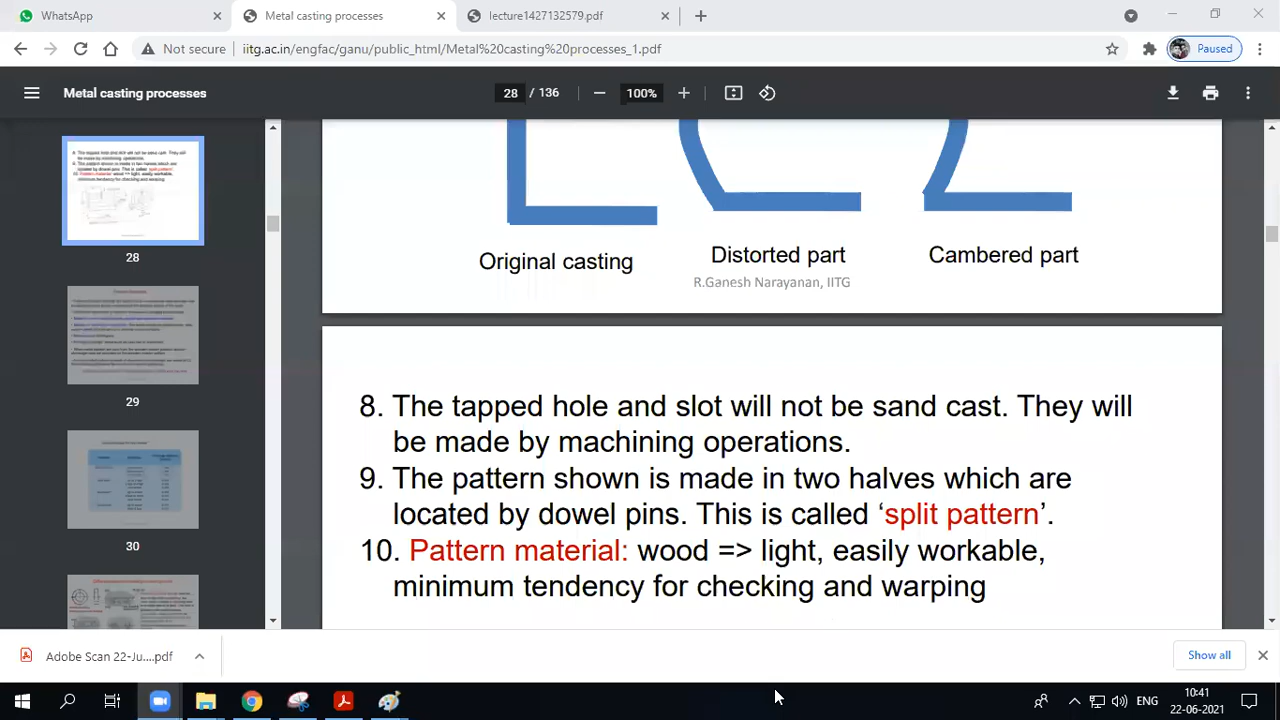 WhatsApp
Metal casting processes
lecture1427132579.pdf
Not secure
iitg.ac.in/engfac/ganu/public_html/Metal%20casting%20processes_1.pdf
Paused
Metal casting processes
28 / 136
100%
28
29
30
Original casting
Distorted part
Cambered part
R.Ganesh Narayanan, IITG
8. The tapped hole and slot will not be sand cast. They will
be made by machining operations.
9. The pattern shown is made in two nalves which are
located by dowel pins. This is called ‘split pattern’.
10. Pattern material: wood => light, easily workable,
minimum tendency for checking and warping
Adobe Scan 22-Ju....pdf
Show all
ENG
10:41
22-06-2021